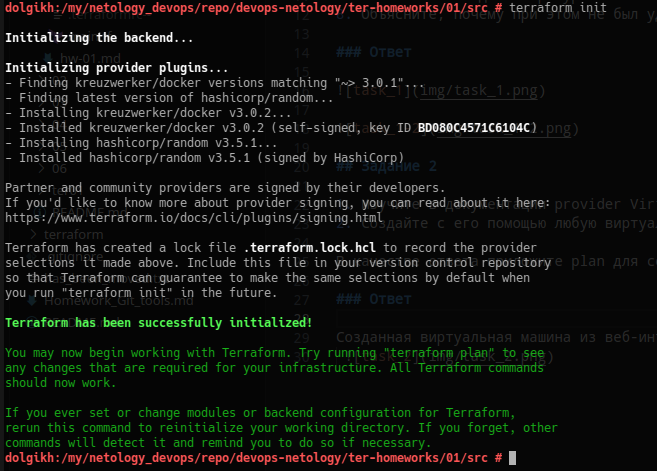 dolgikh:/my/netology_devops/repo/devops-netology/ter-homeworks/01/src # terraform init
Initializing the backend...
Initializing provider plugins...
- Finding kreuzwerker/docker versions matching "~> 3.0.1"...
- Finding latest version of hashicorp/random...
- Installing kreuzwerker/docker v3.0.2...
- Installed kreuzwerker/docker v3.0.2 (self-signed, key ID BD080C4571C6104C)
- Installing hashicorp/random v3.5.1...
- Installed hashicorp/random v3.5.1 (signed by HashiCorp)
Partner and community providers are signed by their developers.
If you'd like to know more about provider signing, you can read about it here:
https://www.terraform.io/docs/cli/plugins/signing.html
Terraform has created a lock file .terraform.lock.hcl to record the provider
selections it made above. Include this file in your version control repository
so that Terraform can guarantee to make the same selections by default when
you run "terraform init" in the future.
Terraform has been successfully initialized!
You may now begin working with Terraform. Try running "terraform plan" to see
any changes that are required for your infrastructure. All Terraform commands
should now work.
If you ever set or change modules or backend configuration for Terraform,
rerun this command to reinitialize your working directory. If you forget, other
commands will detect it and remind you to do so if necessary.
dolgikh:/my/netology_devops/repo/devops-netology/ter-homeworks/01/src #
### Ответ
## Задание 2
### Ответ
Созданная виртуальная машина из веб-ин